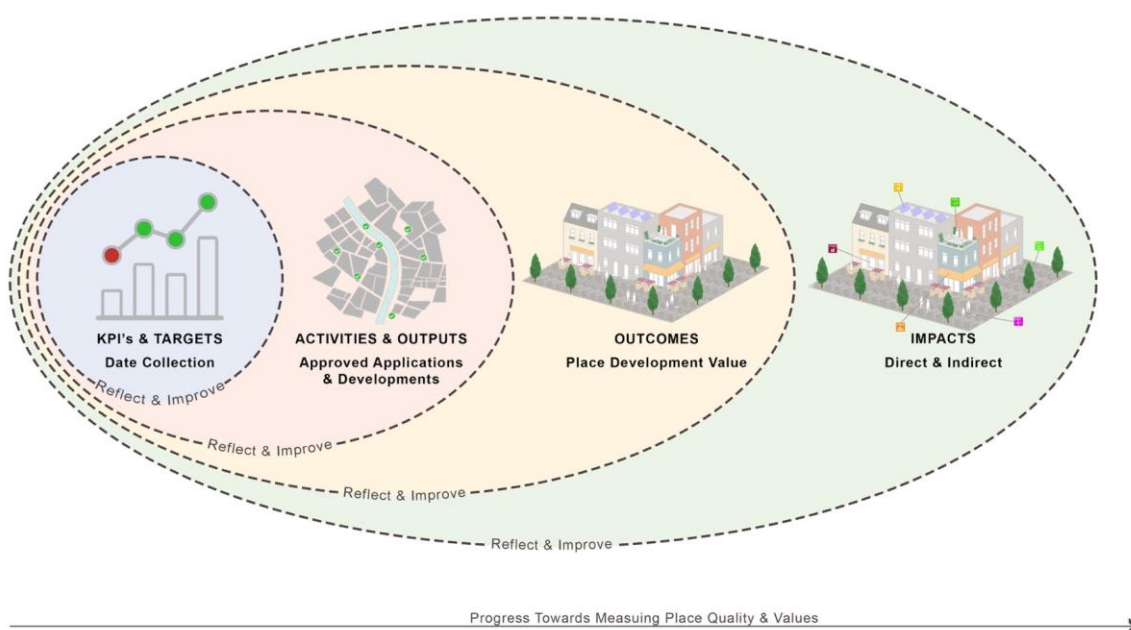 KPI's & TARGETS
Date Collection
Reflect & Improve
ACTIVITIES & OUTPUTS
Approved Applications
& Developments
Reflect & Improve
OUTCOMES
Place Development Value
Reflect & Improve
IMPACTS
Direct & Indirect
Reflect & Improve
Progress Towards Measuring Place Quality & Values